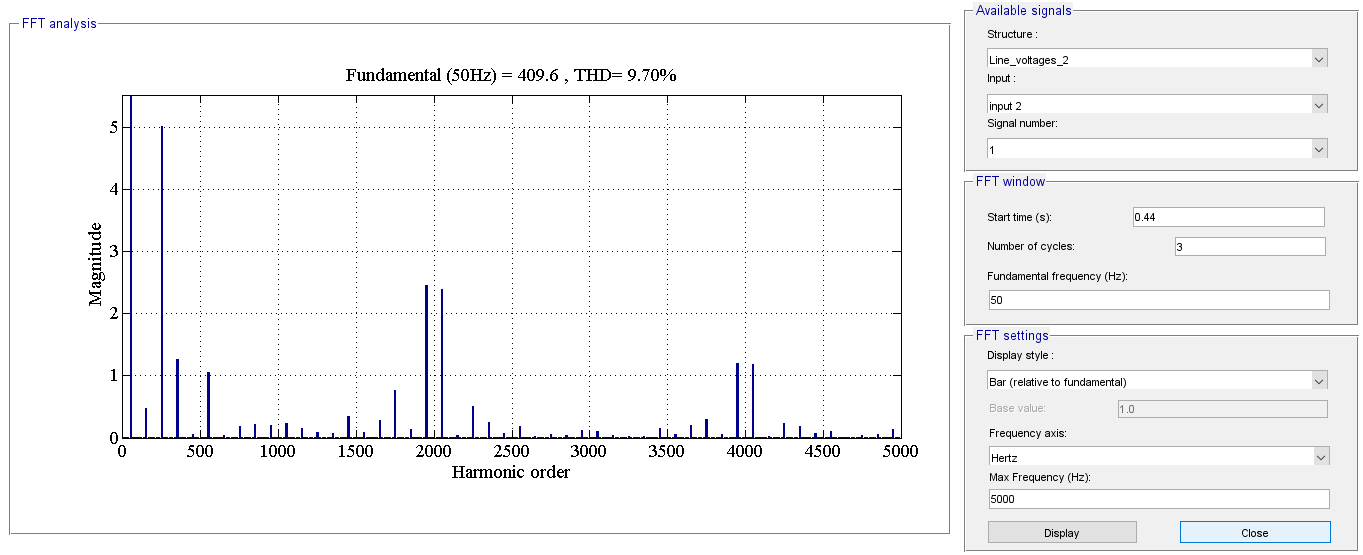 FFT analysis
Fundamental (50Hz) = 409.6 , THD= 9.70%
Magnitude
5
4
3
2
1
0
0 500 1000 1500 2000 2500 3000 3500 4000 4500 5000
Harmonic order
Available signals
Structure :
Line_voltages_2
Input :
input 2
Signal number:
1
FFT window
Start time (s): 0.44
Number of cycles: 3
Fundamental frequency (Hz):
50
FFT settings
Display style :
Bar (relative to fundamental)
Base value: 1.0
Frequency axis:
Hertz
Max Frequency (Hz):
5000
Display Close